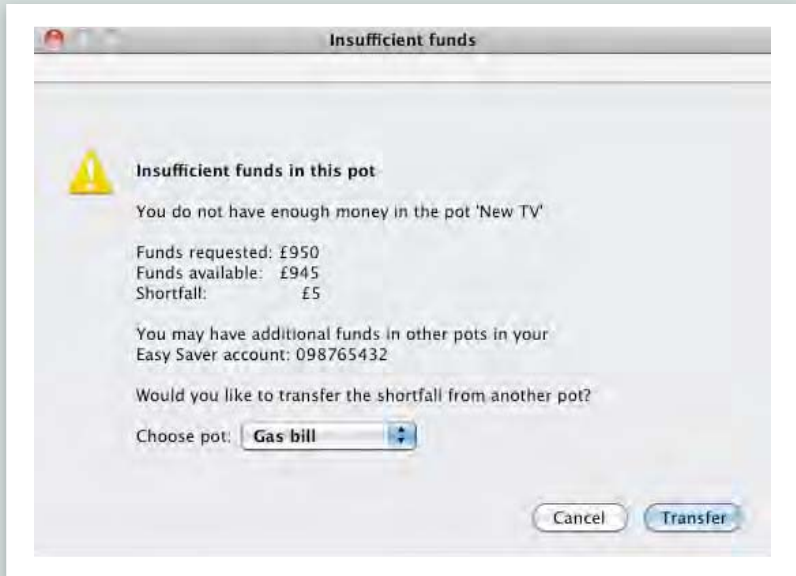 Insufficient funds
Insufficient funds in this pot
You do not have enough money in the pot 'New TV'
Funds requested: £950
Funds available: £945
Shortfall: £5
You may have additional funds in other pots in your
Easy Saver account: 098765432
Would you like to transfer the shortfall from another pot?
Choose pot: Gas bill
Cancel Transfer